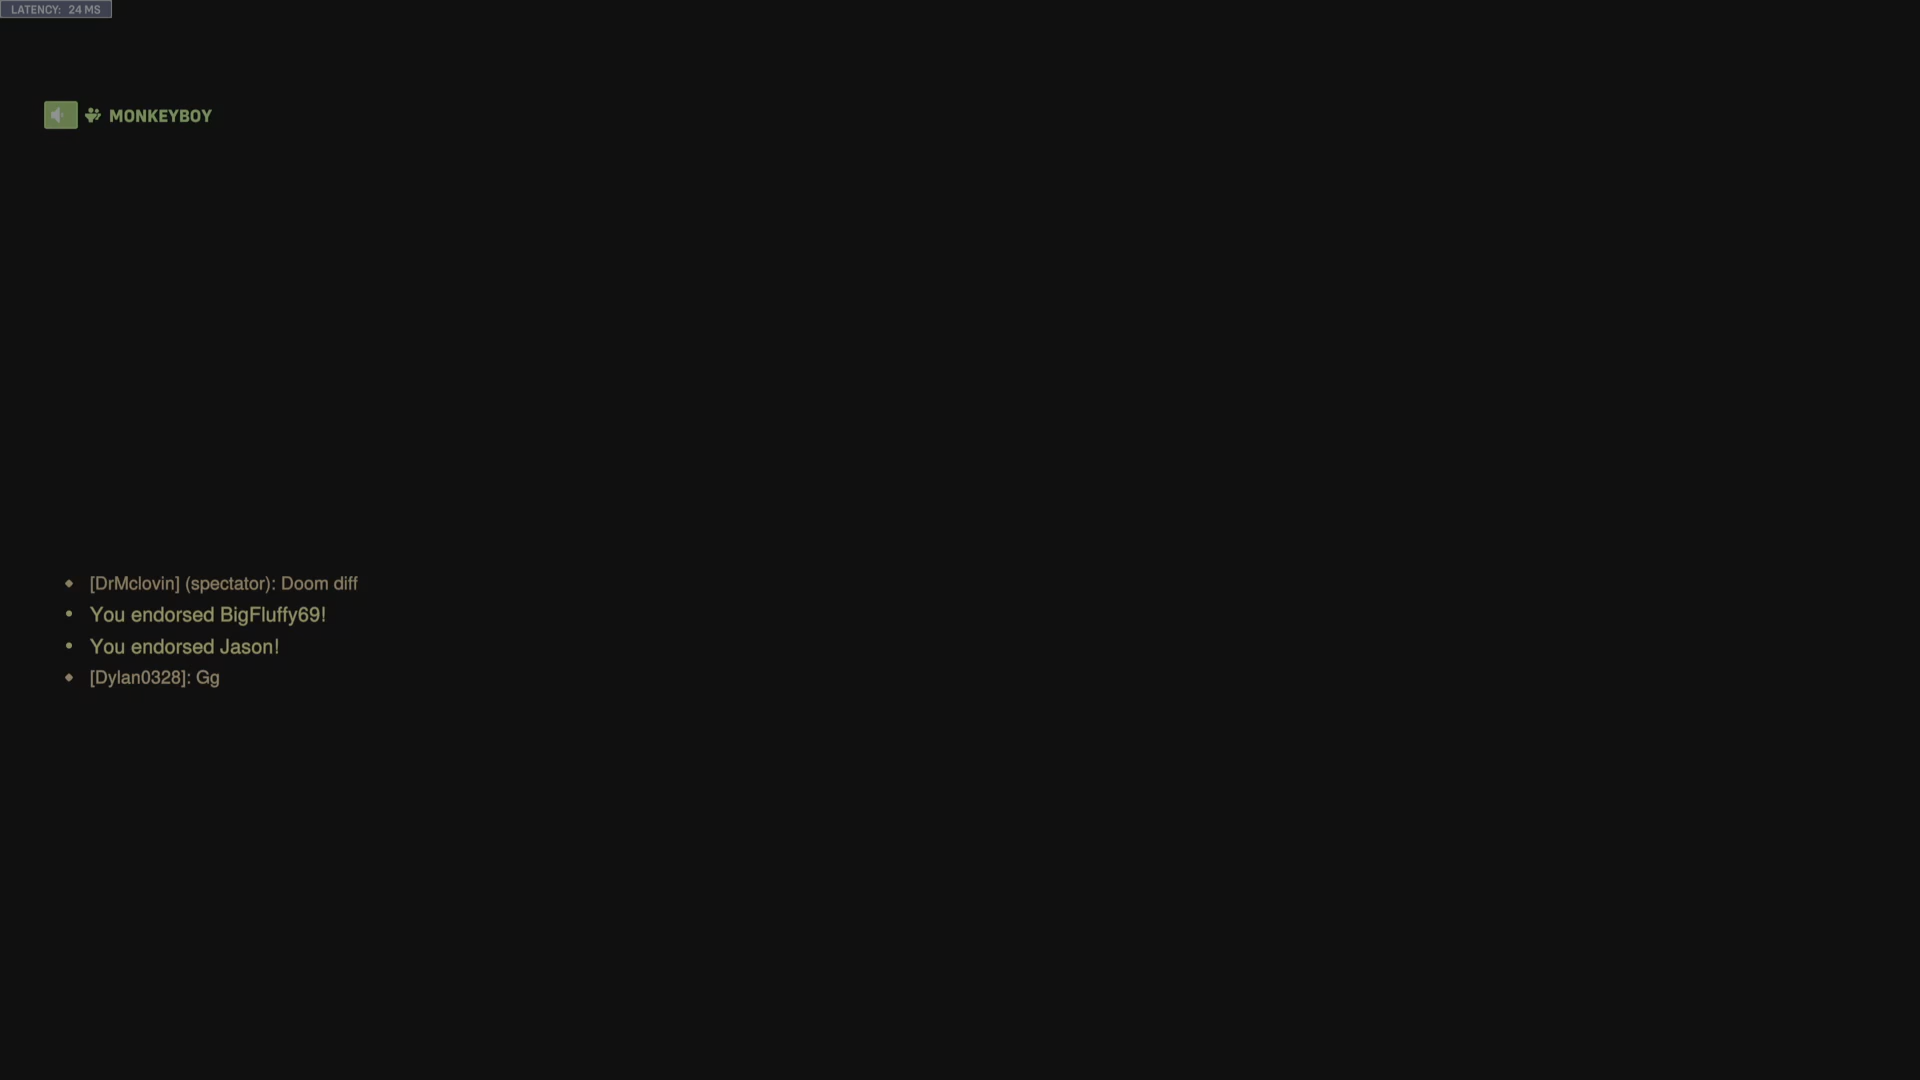 LATENCY: 24 MS
MONKEYBOY
[DrMclovin] (spectator): Doom diff
You endorsed BigFluffy69!
You endorsed Jason!
[Dylan0328]: Gg